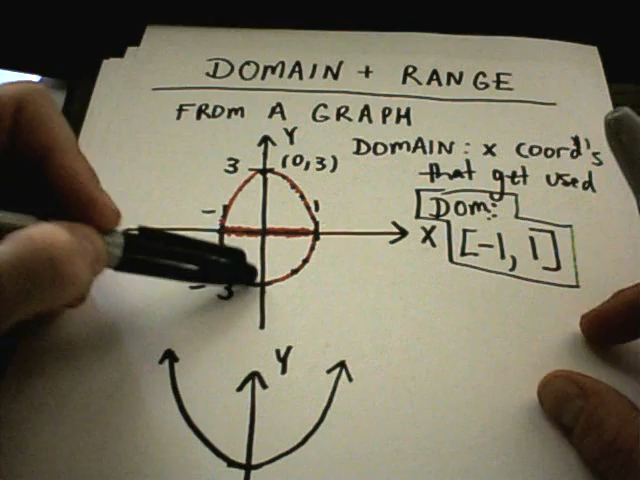 DOMAIN + RANGE
FROM A GRAPH
Y
3 (0,3)
DOMAIN: x coord's
that get used
Dom:
[-1, 1]
-1 1
X
-3
Y